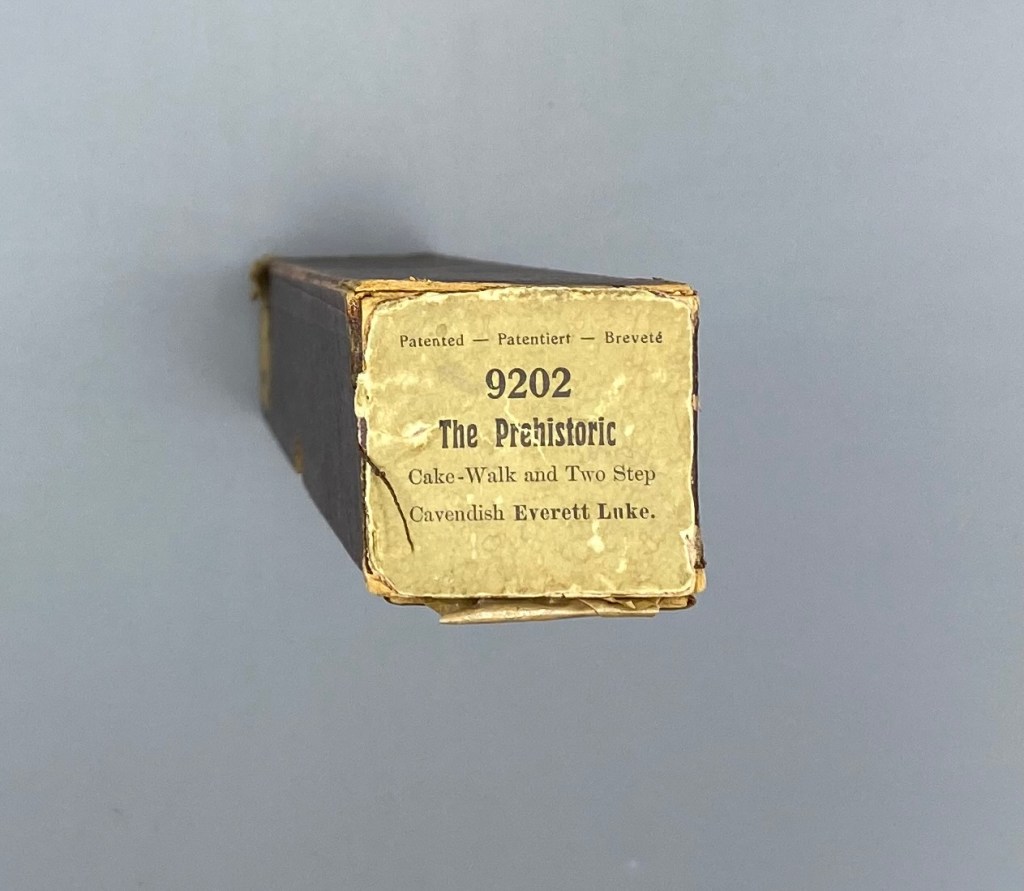 Patented — Patentiert — Breveté
9202
The Prehistoric
Cake-Walk and Two Step
Cavendish Everett Luke.